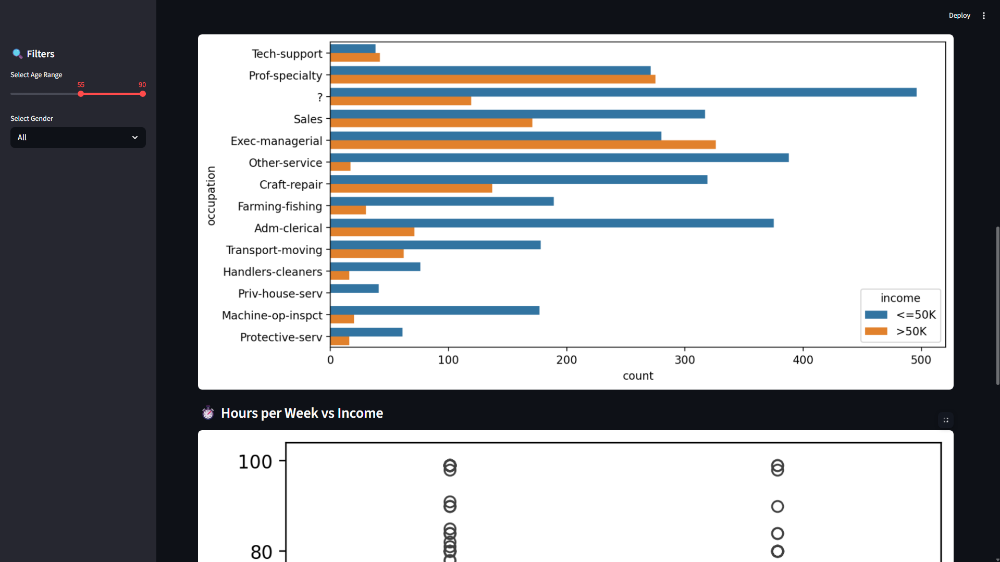 Deploy
Filters
Select Age Range
55 90
Select Gender
All
occupation
Tech-support
Prof-specialty
?
Sales
Exec-managerial
Other-service
Craft-repair
Farming-fishing
Adm-clerical
Transport-moving
Handlers-cleaners
Priv-house-serv
Machine-op-inspct
Protective-serv
income
<=50K
>50K
0 100 200 300 400 500
count
Hours per Week vs Income
100
80